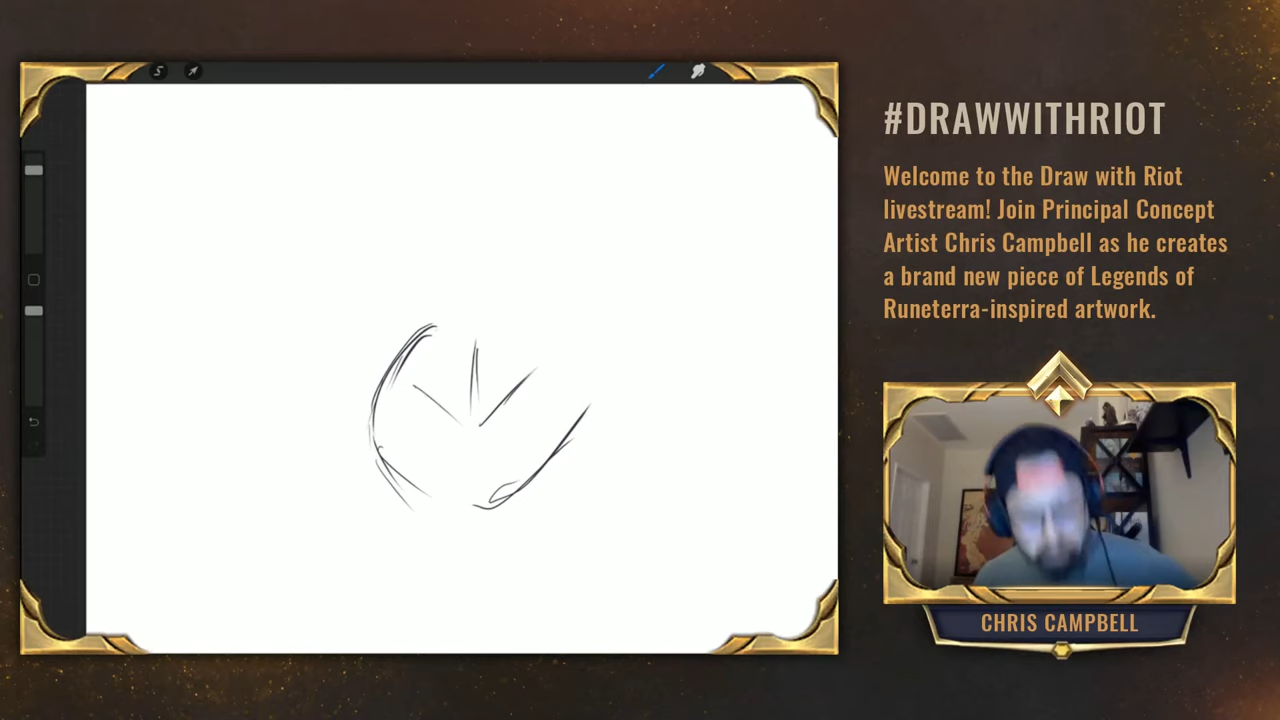 #DRAWWITHRIOT
Welcome to the Draw with Riot
livestream! Join Principal Concept
Artist Chris Campbell as he creates
a brand new piece of Legends of
Runeterra-inspired artwork.
CHRIS CAMPBELL